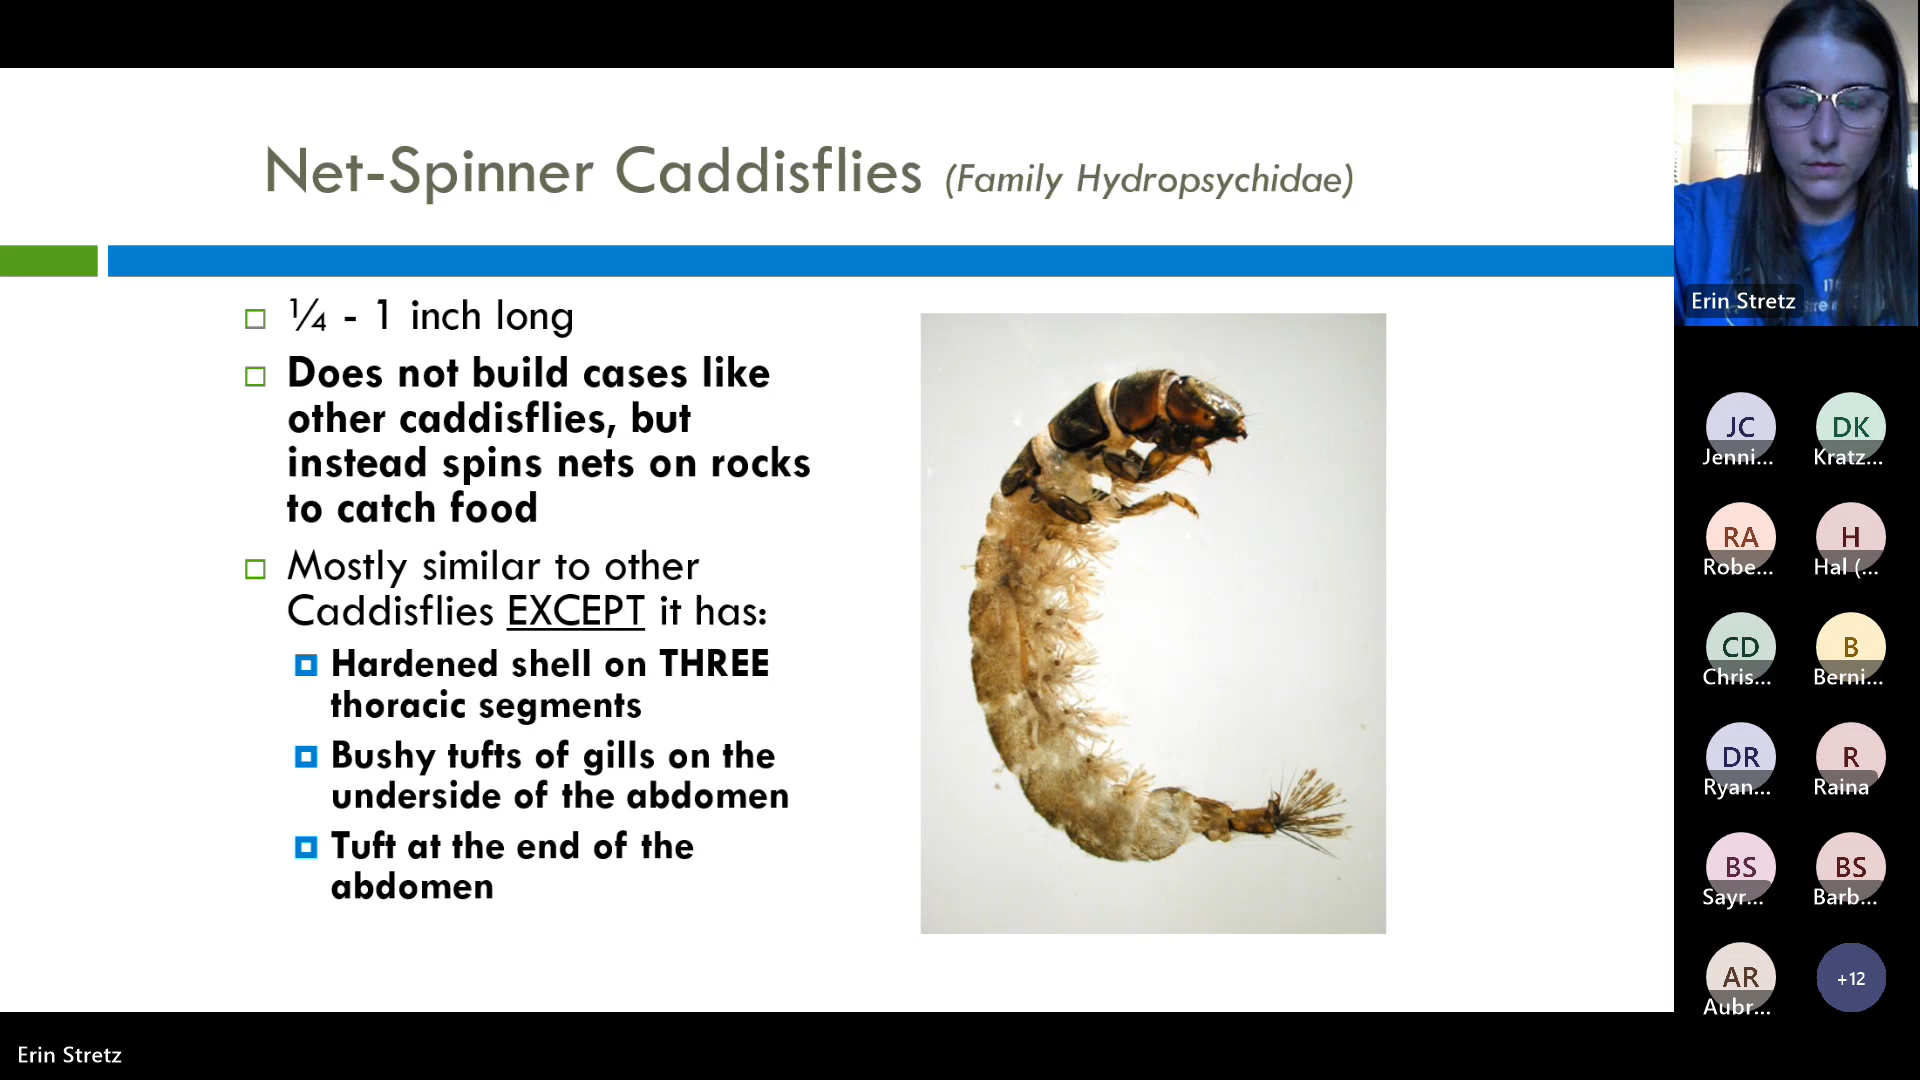 Net-Spinner Caddisflies (Family Hydropsychidae)
¼ - 1 inch long
Does not build cases like
other caddisflies, but
instead spins nets on rocks
to catch food
Mostly similar to other
Caddisflies EXCEPT it has:
Hardened shell on THREE
thoracic segments
Bushy tufts of gills on the
underside of the abdomen
Tuft at the end of the
abdomen
Erin Stretz
JC
DK
Jenni...
Kratz...
RA
H
Robe...
Hal (...
CD
B
Chris...
Berni...
DR
R
Ryan...
Raina
BS
BS
Sayr...
Barb...
AR
+12
Aubr...
Erin Stretz